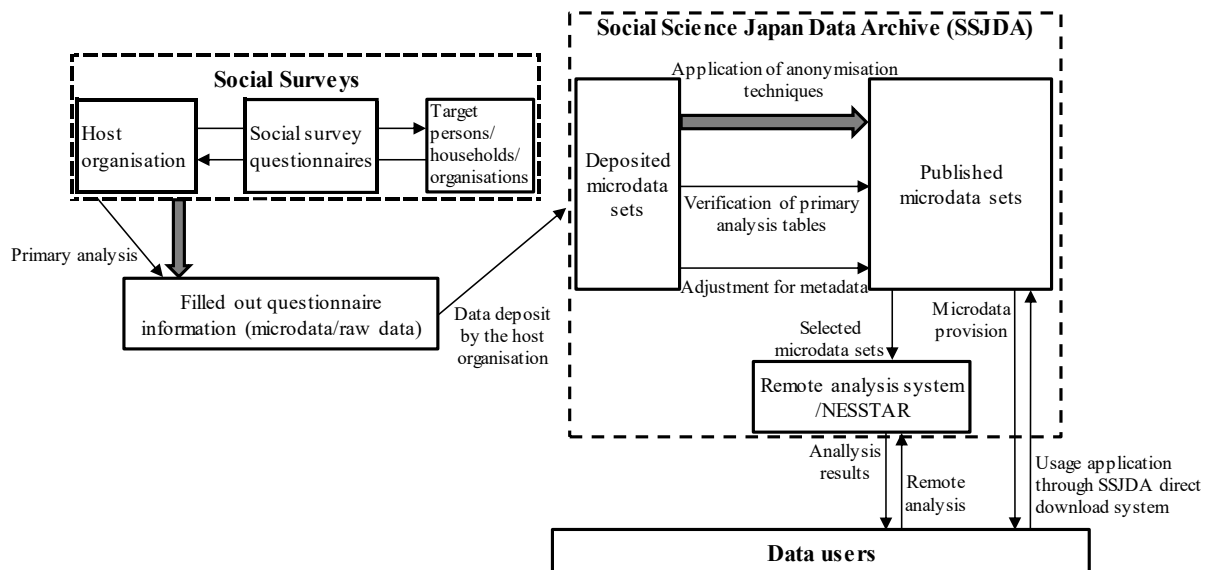 Social Surveys
Host
organisation
Social survey
questionnaires
Target
persons/
households/
organisations
Primary analysis
Filled out questionnaire
information (microdata/raw data)
Data deposit
by the host
organisation
Social Science Japan Data Archive (SSJDA)
Application of anonymisation
techniques
Deposited
microdata
sets
Verification of primary
analysis tables
Adjustment for metadata
Published
microdata sets
Selected
microdata sets
Microdata
provision
Remote analysis system
/NESSTAR
Anallysis
results
Remote
analysis
Usage application
through SSJDA direct
download system
Data users